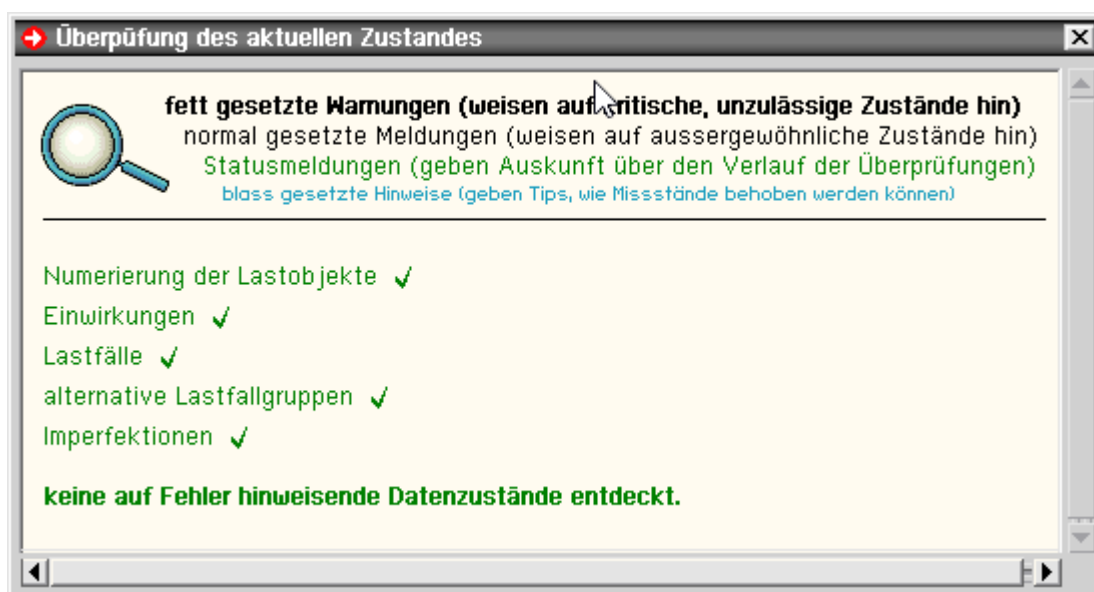 Überpüfung des aktuellen Zustandes
fett gesetzte Warnungen (weisen auf kritische, unzulässige Zustände hin)
normal gesetzte Meldungen (weisen auf aussergewöhnliche Zustände hin)
Statusmeldungen (geben Auskunft über den Verlauf der Überprüfungen)
blass gesetzte Hinweise (geben Tips, wie Missstände behoben werden können)
Numerierung der Lastobjekte ✓
Einwirkungen ✓
Lastfälle ✓
alternative Lastfallgruppen ✓
Imperfektionen ✓
keine auf Fehler hinweisende Datenzustände entdeckt.